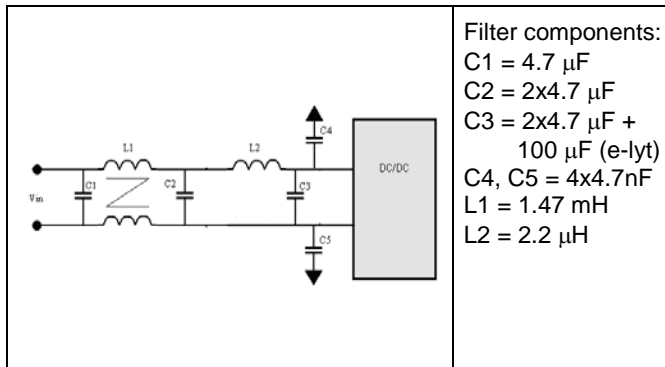 C4
L1
L2
DC/DC
C1
C2
C3
Vin
C5
Filter components:
C1 = 4.7 μF
C2 = 2x4.7 μF
C3 = 2x4.7 μF +
100 μF (e-lyt)
C4, C5 = 4x4.7nF
L1 = 1.47 mH
L2 = 2.2 μH